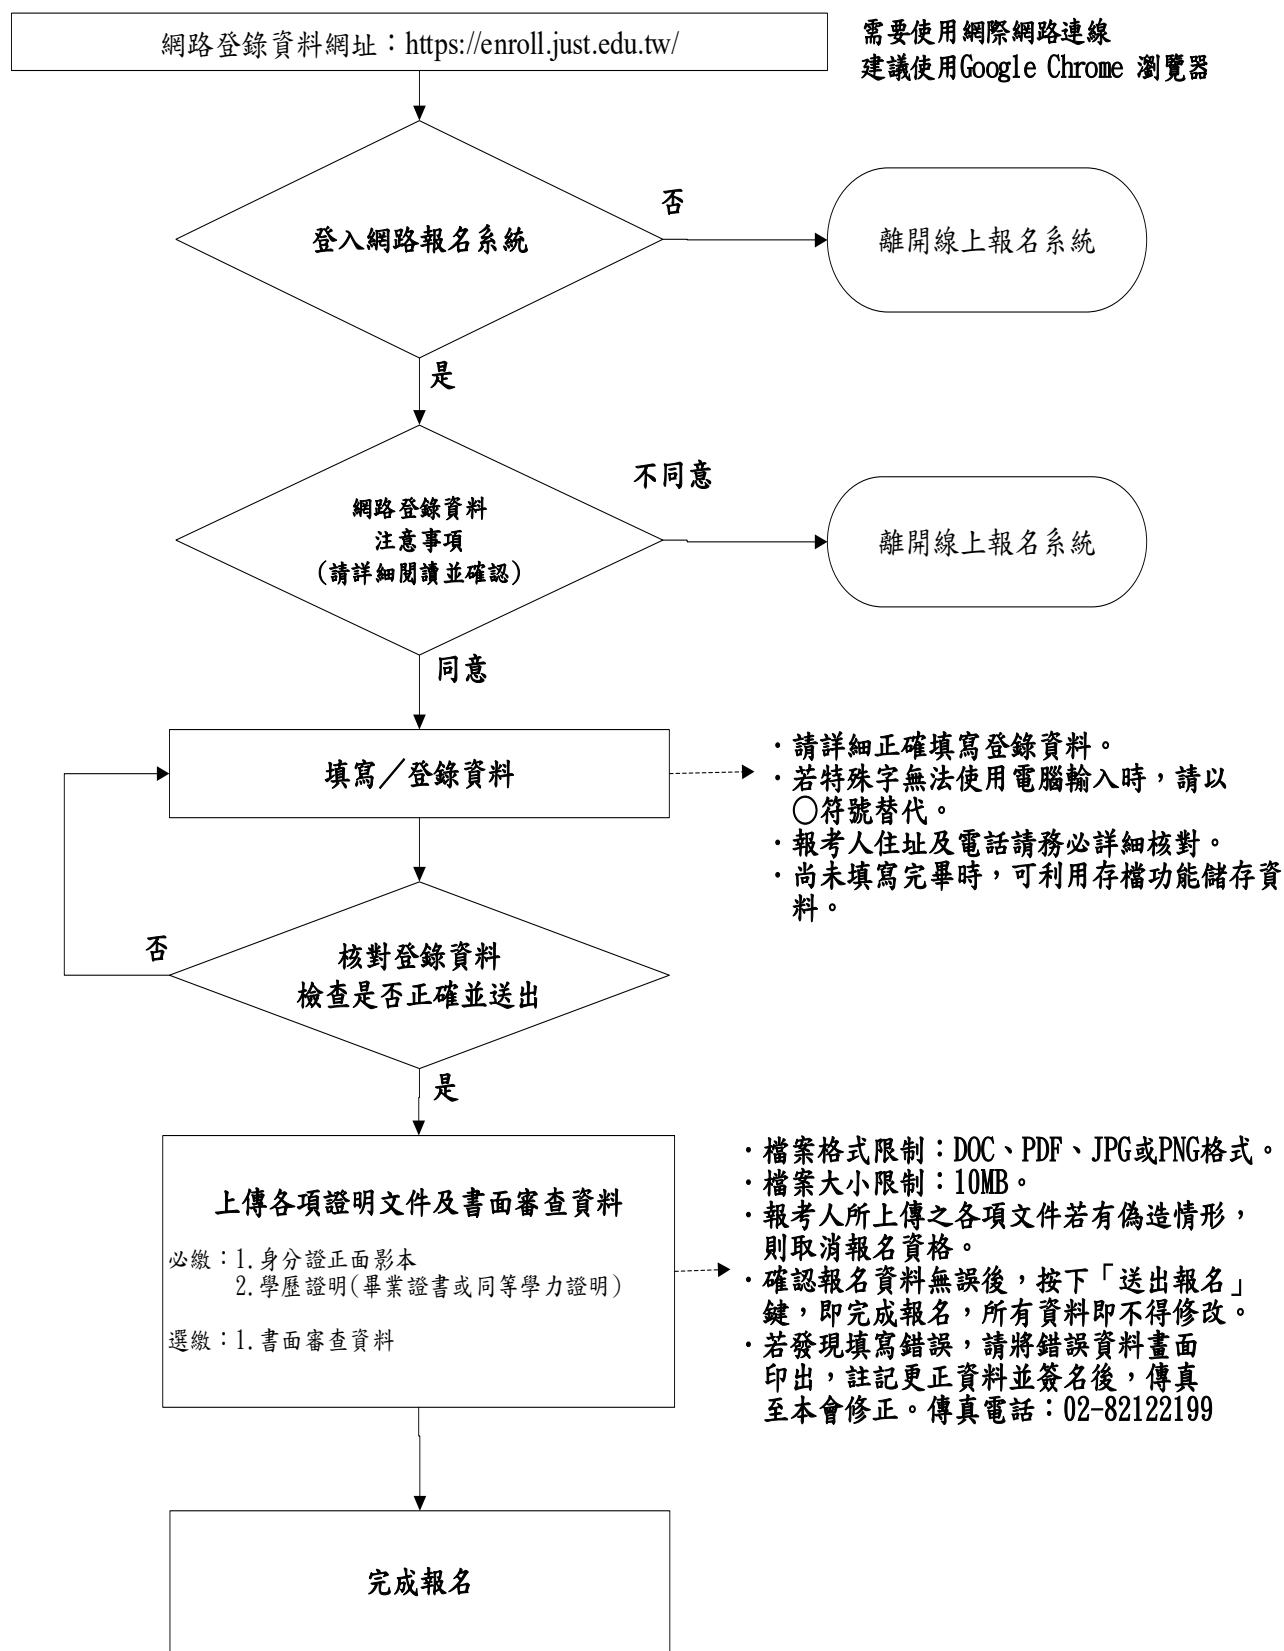 網路登錄資料網址：https://enroll.just.edu.tw/
需要使用網際網路連線
建議使用Google Chrome 瀏覽器
登入網路報名系統
否
離開線上報名系統
是
網路登錄資料
注意事項
(請詳細閱讀並確認)
不同意
離開線上報名系統
同意
填寫／登錄資料
·請詳細正確填寫登錄資料。
·若特殊字無法使用電腦輸入時，請以
○符號替代。
·報考人住址及電話請務必詳細核對。
·尚未填寫完畢時，可利用存檔功能儲存資
料。
否
核對登錄資料
檢查是否正確並送出
是
上傳各項證明文件及書面審查資料
必繳：1.身分證正面影本
2.學歷證明(畢業證書或同等學力證明)
選繳：1.書面審查資料
·檔案格式限制：DOC、PDF、JPG或PNG格式。
·檔案大小限制：10MB。
·報考人所上傳之各項文件若有偽造情形，
則取消報名資格。
·確認報名資料無誤後，按下「送出報名」
鍵，即完成報名，所有資料即不得修改。
·若發現填寫錯誤，請將錯誤資料畫面
印出，註記更正資料並簽名後，傳真
至本會修正。傳真電話：02-82122199
完成報名